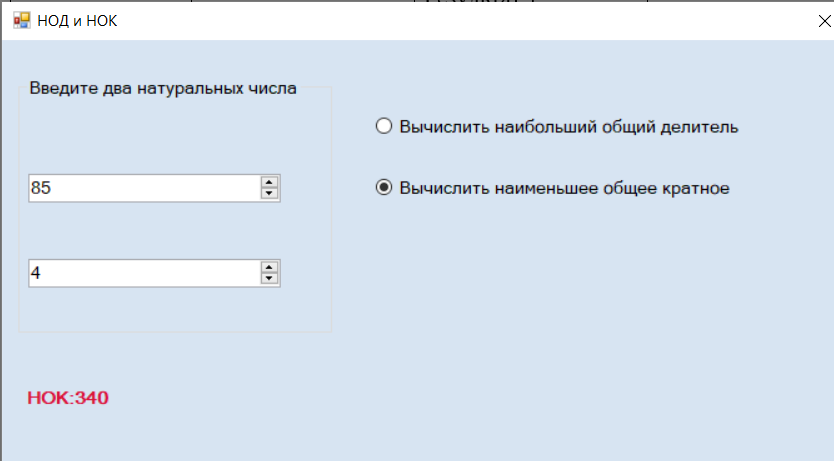 НОД и НОК
Введите два натуральных числа
Вычислить наибольший общий делитель
85
Вычислить наименьшее общее кратное
4
НОК:340